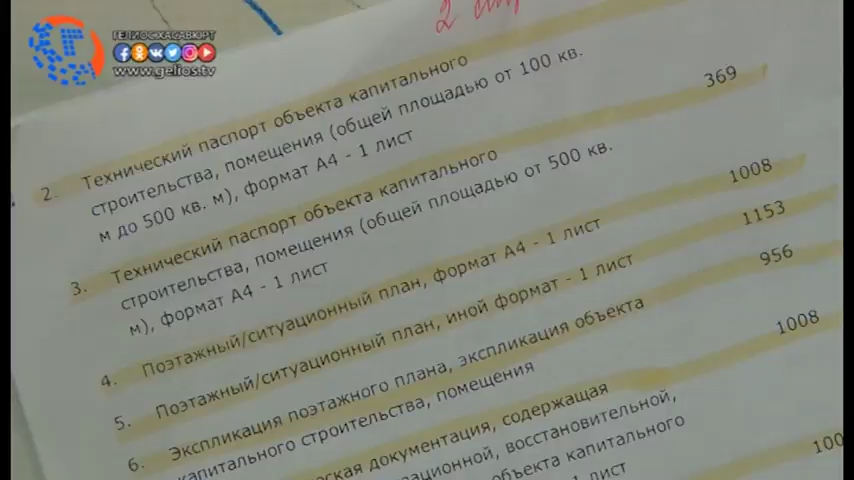 ГЕЛИОС ХАСАВЮРТ
www.gelios.tv
2
2. Технический паспорт объекта капитального
строительства, помещения (общей площадью от 100 кв.
м до 500 кв. м), формат А4 - 1 лист
369
3. Технический паспорт объекта капитального
строительства, помещения (общей площадью от 500 кв.
м), формат А4 - 1 лист
1008
4. Поэтажный/ситуационный план, формат А4 - 1 лист
1153
5. Поэтажный/ситуационный план, иной формат - 1 лист
956
6. Экспликация поэтажного плана, экспликация объекта
капитального строительства, помещения
1008
документация, содержащая
восстановительной,
объекта капитального
лист
100